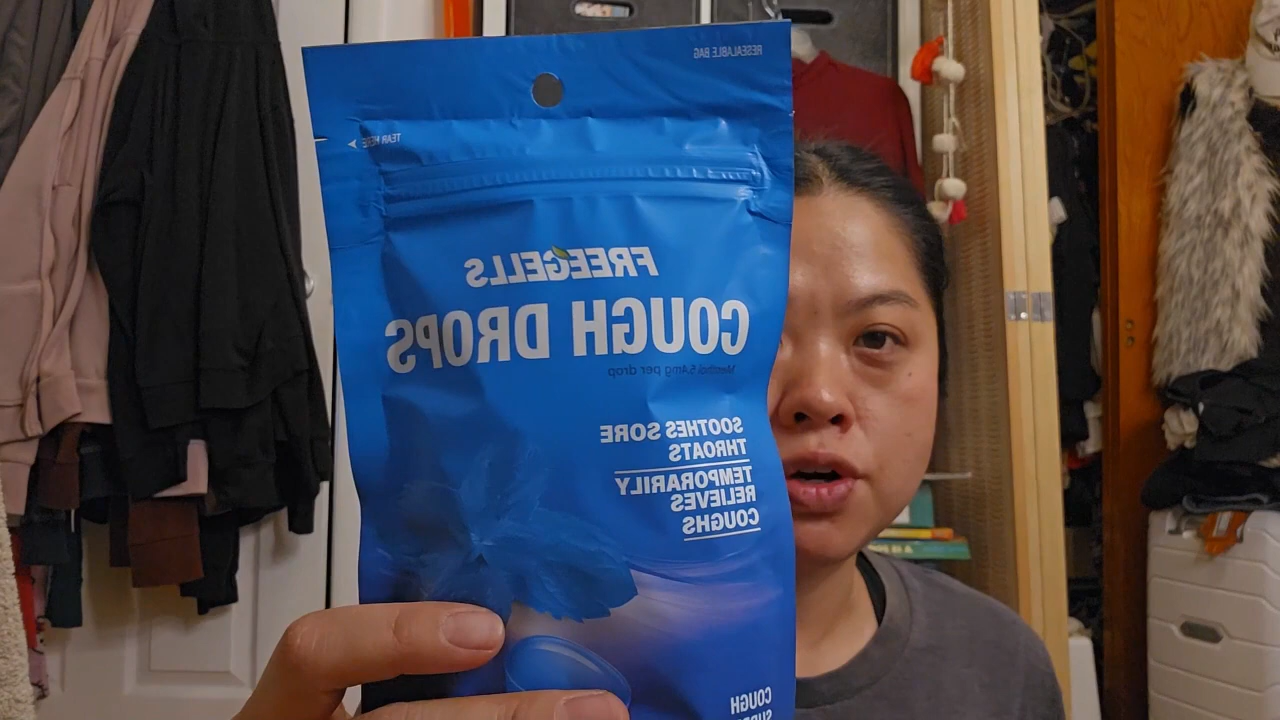 RESEALABLE BAG
TEAR HERE
FREEGELLS
COUGH DROPS
Menthol 5.4mg per drop
SOOTHES SORE
THROATS
TEMPORARILY
RELIEVES
COUGHS
COUGH